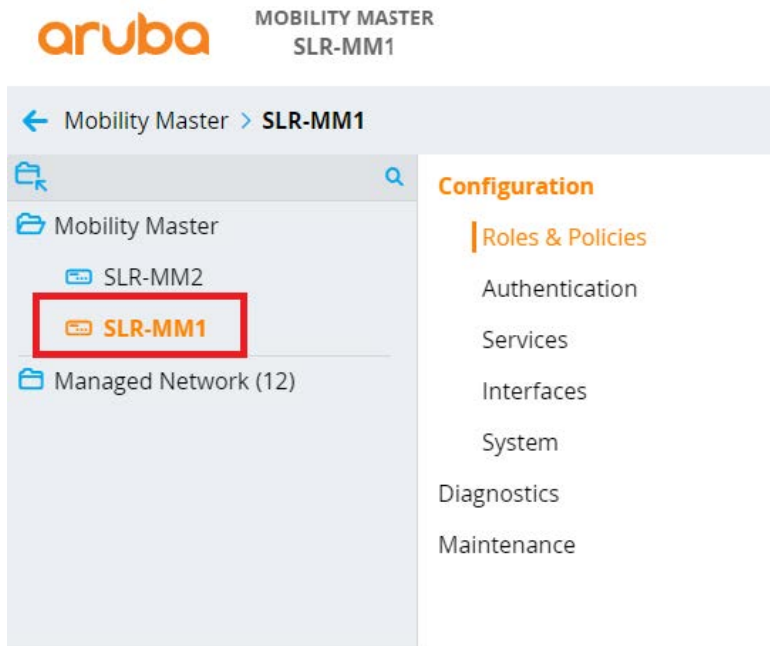 aruba
MOBILITY MASTER
SLR-MM1
Mobility Master > SLR-MM1
Mobility Master
SLR-MM2
SLR-MM1
Managed Network (12)
Configuration
Roles & Policies
Authentication
Services
Interfaces
System
Diagnostics
Maintenance